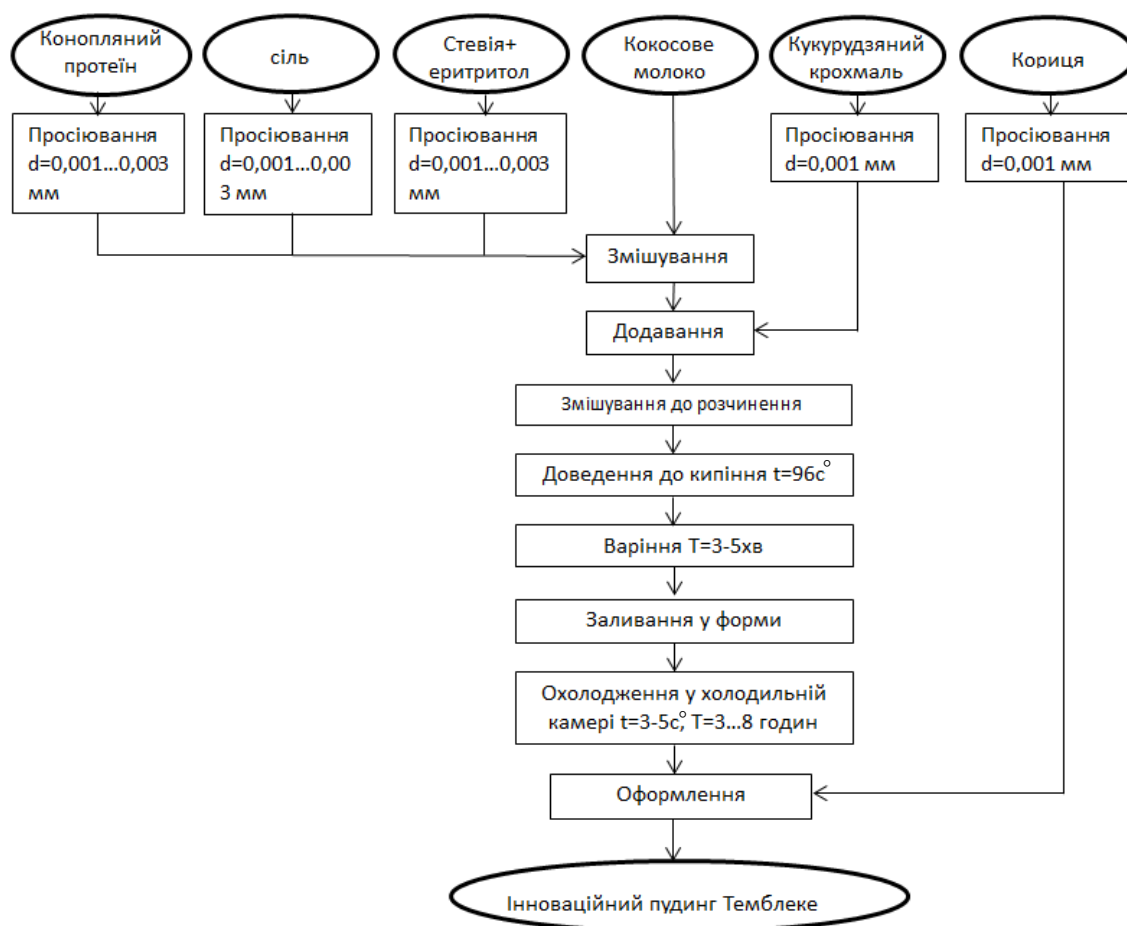 Конопляний
протеїн
сіль
Стевія+
еритритол
Кокосове
молоко
Кукурудзяний
крохмаль
Кориця
Просіювання
d=0,001...0,003
мм
Просіювання
d=0,001...0,00
3 мм
Просіювання
d=0,001...0,003
мм
Просіювання
d=0,001 мм
Просіювання
d=0,001 мм
Змішування
Додавання
Змішування до розчинення
Доведення до кипіння t=96c°
Варіння T=3-5хв
Заливання у форми
Охолодження у холодильній
камері t=3-5c°, T=3...8 годин
Оформлення
Інноваційний пудинг Темблеке